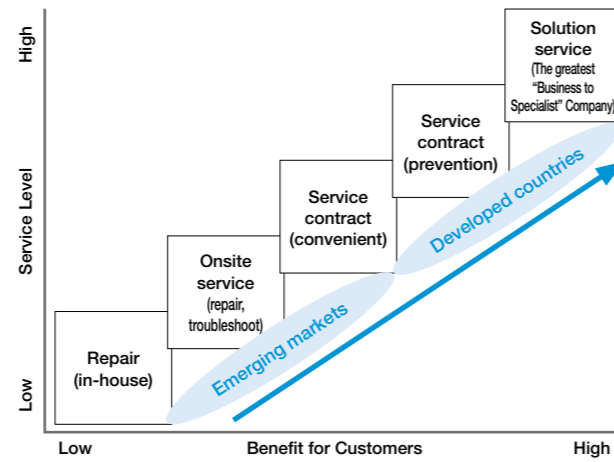 High
Service Level
Low
Solution
service
(The greatest
“Business to
Specialist” Company)
Service
contract
(prevention)
Service
contract
(convenient)
Onsite
service
(repair,
troubleshoot)
Repair
(in-house)
Emerging markets
Developed countries
Low
Benefit for Customers
High